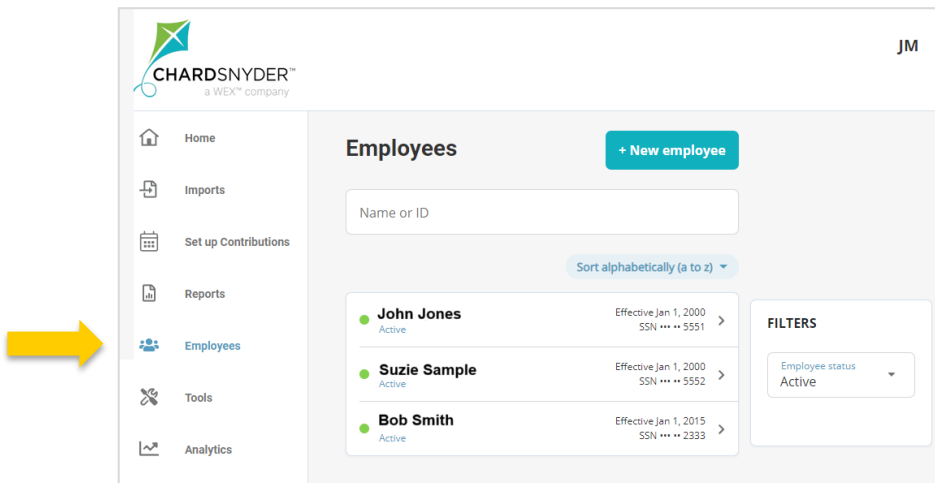 CHARDSNYDER™
a WEX™ company
JM
Home
Imports
Set up Contributions
Reports
Employees
Tools
Analytics
Employees
+ New employee
Name or ID
Sort alphabetically (a to z)
John Jones
Active
Effective Jan 1, 2000
SSN ••• •• 5551
Suzie Sample
Active
Effective Jan 1, 2000
SSN ••• •• 5552
Bob Smith
Active
Effective Jan 1, 2015
SSN ••• •• 2333
FILTERS
Employee status
Active